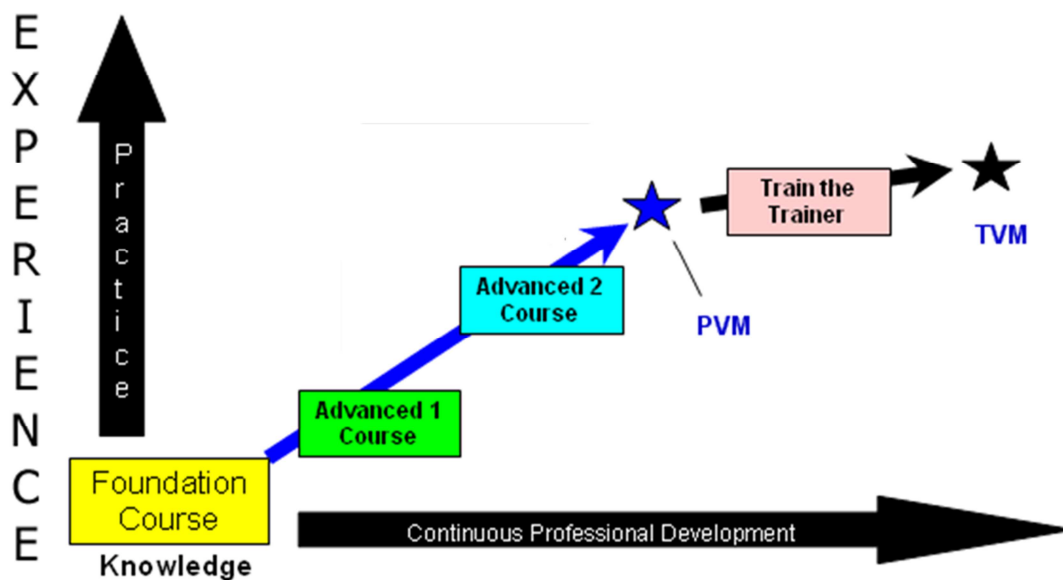 EXPERIENCE
Practice
Train the
Trainer
TVM
PVM
Advanced 2
Course
Advanced 1
Course
Foundation
Course
Knowledge
Continuous Professional Development